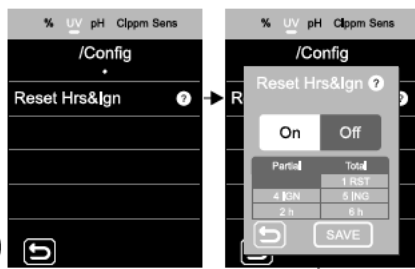 % UV pH Clppm Sens
/Config
Reset Hrs&Ign ?
% UV pH Clppm Sens
/Config
R
Reset Hrs&Ign ?
On Off
Partial Total
1 RST
4 IGN 5 ING
2 h 6 h
SAVE